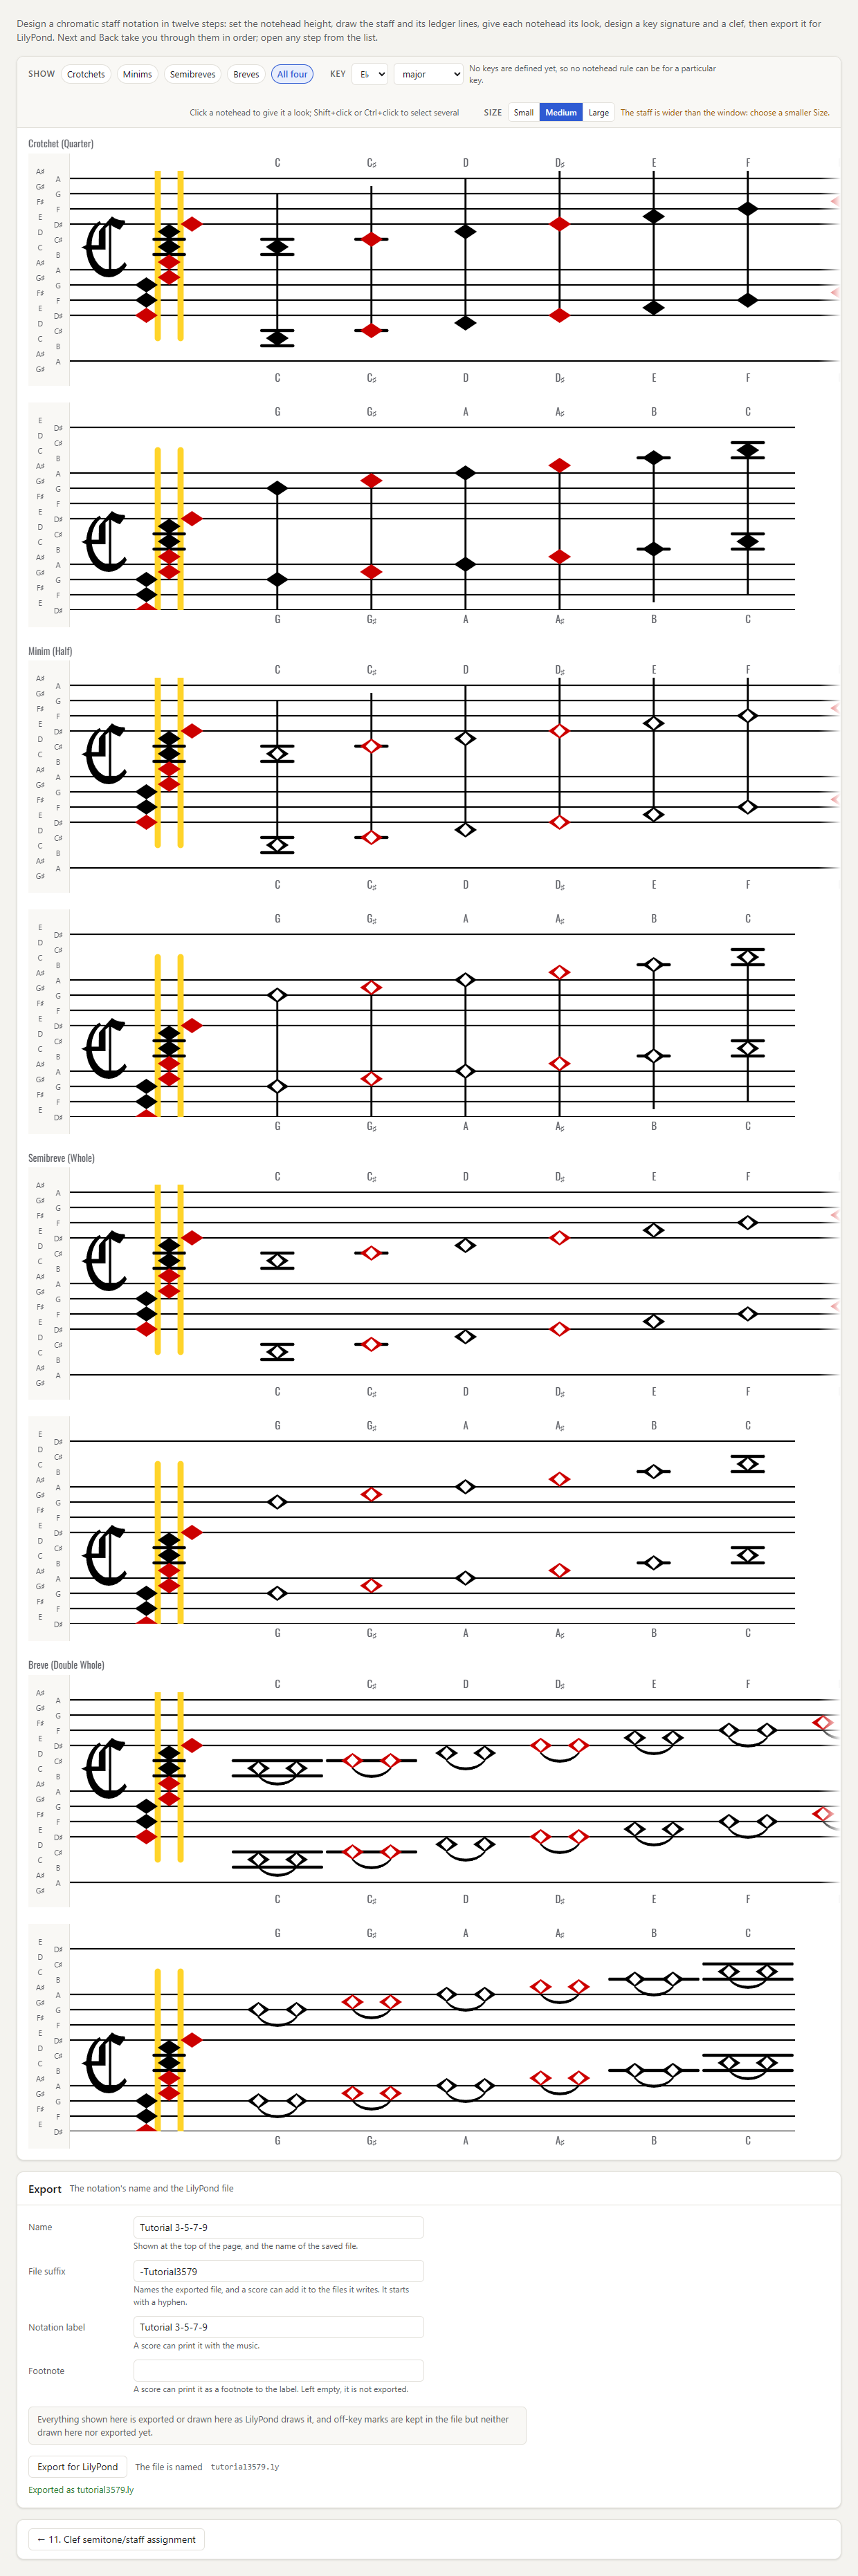 Design a chromatic staff notation in twelve steps: set the notehead height, draw the staff and its ledger lines, give each notehead its look, design a key signature and a clef, then export it for
LilyPond. Next and Back take you through them in order; open any step from the list.
SHOW Crotchets Minims Semibreves Breves All four KEY E♭ major No keys are defined yet, so no notehead rule can be for a particular
key.
Click a notehead to give it a look; Shift+click or Ctrl+click to select several SIZE Small Medium Large The staff is wider than the window: choose a smaller Size.
Crotchet (Quarter)
C C♯ D D♯ E F
A♯
A
G♯
G
F♯
F
E
D♯
D
C♯
C
B
A♯
A
G♯
G
F♯
F
E
D♯
D
C♯
C
B
A♯
A
G♯
C C♯ D D♯ E F
G G♯ A A♯ B C
E
D♯
D
C♯
C
B
A♯
A
G♯
G
F♯
F
E
D♯
D
C♯
C
B
A♯
A
G♯
G
F♯
F
E
D♯
G G♯ A A♯ B C
Minim (Half)
C C♯ D D♯ E F
A♯
A
G♯
G
F♯
F
E
D♯
D
C♯
C
B
A♯
A
G♯
G
F♯
F
E
D♯
D
C♯
C
B
A♯
A
G♯
C C♯ D D♯ E F
G G♯ A A♯ B C
E
D♯
D
C♯
C
B
A♯
A
G♯
G
F♯
F
E
D♯
D
C♯
C
B
A♯
A
G♯
G
F♯
F
E
D♯
G G♯ A A♯ B C
Semibreve (Whole)
C C♯ D D♯ E F
A♯
A
G♯
G
F♯
F
E
D♯
D
C♯
C
B
A♯
A
G♯
G
F♯
F
E
D♯
D
C♯
C
B
A♯
A
G♯
C C♯ D D♯ E F
G G♯ A A♯ B C
E
D♯
D
C♯
C
B
A♯
A
G♯
G
F♯
F
E
D♯
D
C♯
C
B
A♯
A
G♯
G
F♯
F
E
D♯
G G♯ A A♯ B C
Breve (Double Whole)
C C♯ D D♯ E F
A♯
A
G♯
G
F♯
F
E
D♯
D
C♯
C
B
A♯
A
G♯
G
F♯
F
E
D♯
D
C♯
C
B
A♯
A
G♯
C C♯ D D♯ E F
G G♯ A A♯ B C
E
D♯
D
C♯
C
B
A♯
A
G♯
G
F♯
F
E
D♯
D
C♯
C
B
A♯
A
G♯
G
F♯
F
E
D♯
G G♯ A A♯ B C
Export The notation's name and the LilyPond file
Name Tutorial 3-5-7-9
Shown at the top of the page, and the name of the saved file.
File suffix -Tutorial3579
Names the exported file, and a score can add it to the files it writes. It starts
with a hyphen.
Notation label Tutorial 3-5-7-9
A score can print it with the music.
Footnote
A score can print it as a footnote to the label. Left empty, it is not exported.
Everything shown here is exported or drawn here as LilyPond draws it, and off-key marks are kept in the file but neither
drawn here nor exported yet.
Export for LilyPond The file is named tutorial3579.ly
Exported as tutorial3579.ly
← 11. Clef semitone/staff assignment